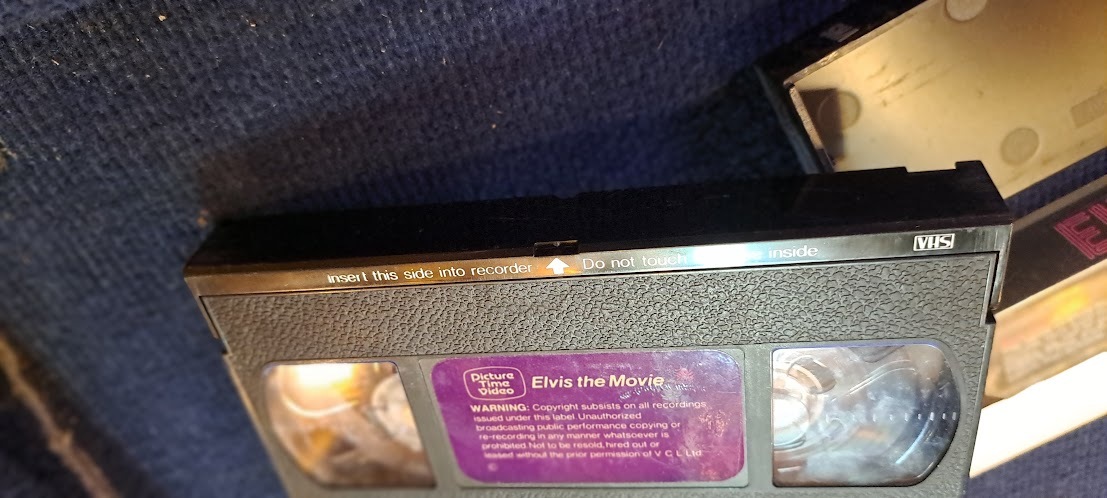 Insert this side into recorder Do not touch inside
VHS
Picture
Time
Video
Elvis the Movie
WARNING: Copyright subsists on all recordings
issued under this label. Unauthorized
broadcasting public performance copying or
re-recording in any manner whatsoever is
prohibited. Not to be resold, hired out or
leased without the prior permission of V C L Ltd
©